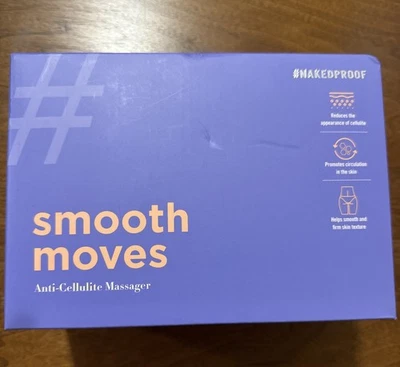 #
#NAKEDPROOF
Reduces the
appearance of cellulite
Promotes circulation
in the skin
Helps smooth and
firm skin texture
smooth
moves
Anti-Cellulite Massager